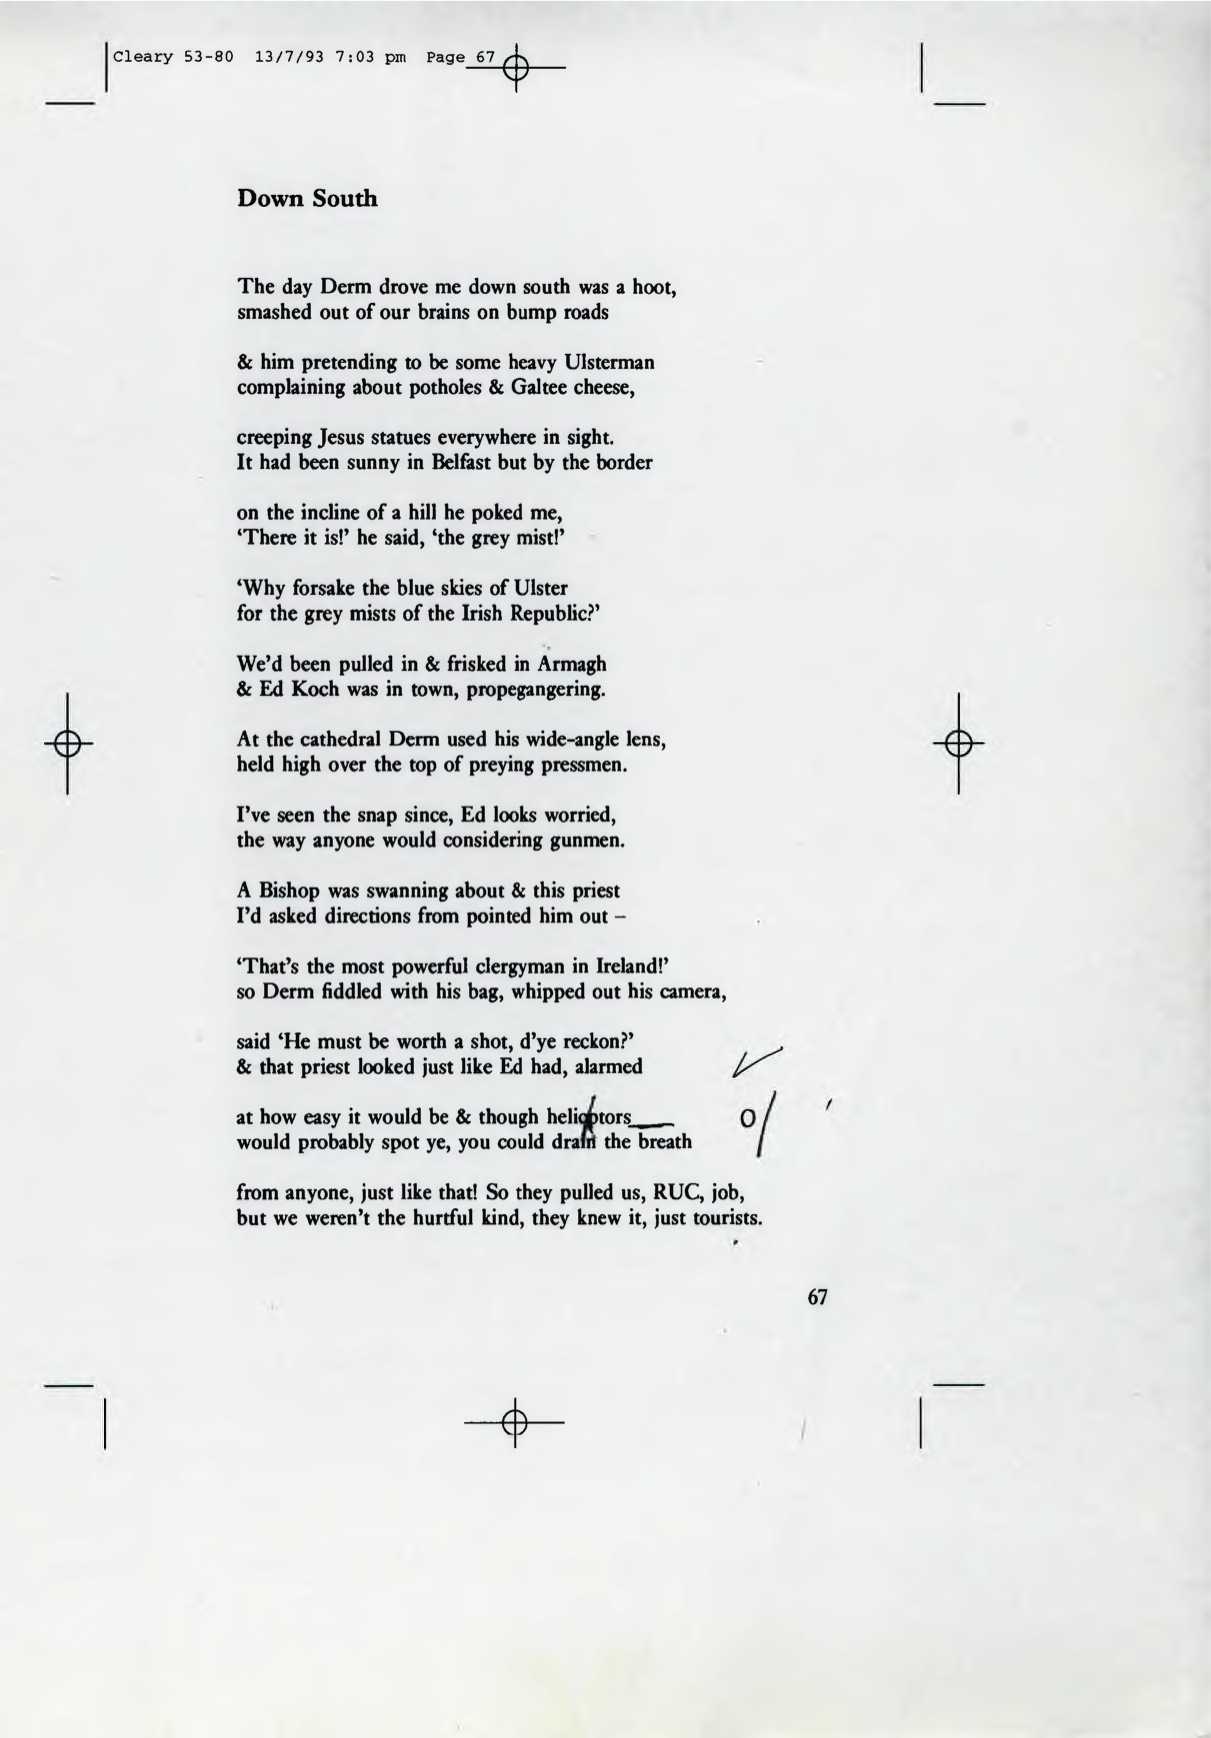 Cleary 53-80 13/7/93 7:03 pm Page 67
Down South
The day Derm drove me down south was a hoot,
smashed out of our brains on bump roads
& him pretending to be some heavy Ulsterman
complaining about potholes & Galtee cheese,
creeping Jesus statues everywhere in sight.
It had been sunny in Belfast but by the border
on the incline of a hill he poked me,
‘There it is!’ he said, ‘the grey mist!’
‘Why forsake the blue skies of Ulster
for the grey mists of the Irish Republic?’
We’d been pulled in & frisked in Armagh
& Ed Koch was in town, propegangering.
At the cathedral Derm used his wide-angle lens,
held high over the top of preying pressmen.
I’ve seen the snap since, Ed looks worried,
the way anyone would considering gunmen.
A Bishop was swanning about & this priest
I’d asked directions from pointed him out –
‘That’s the most powerful clergyman in Ireland!’
so Derm fiddled with his bag, whipped out his camera,
said ‘He must be worth a shot, d’ye reckon?’
& that priest looked just like Ed had, alarmed
at how easy it would be & though helicptors o/
would probably spot ye, you could drain the breath
from anyone, just like that! So they pulled us, RUC, job,
but we weren’t the hurtful kind, they knew it, just tourists.
67